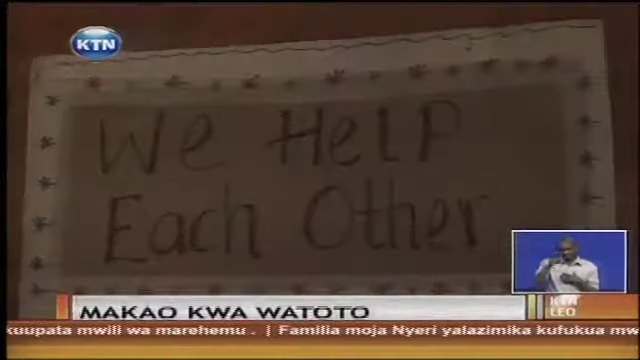 KTN
We Help
Each Other
MAKAO KWA WATOTO
KTN
LEO
kuupata mwili wa marehemu . | Familia moja Nyeri yalazimika kufukua mw